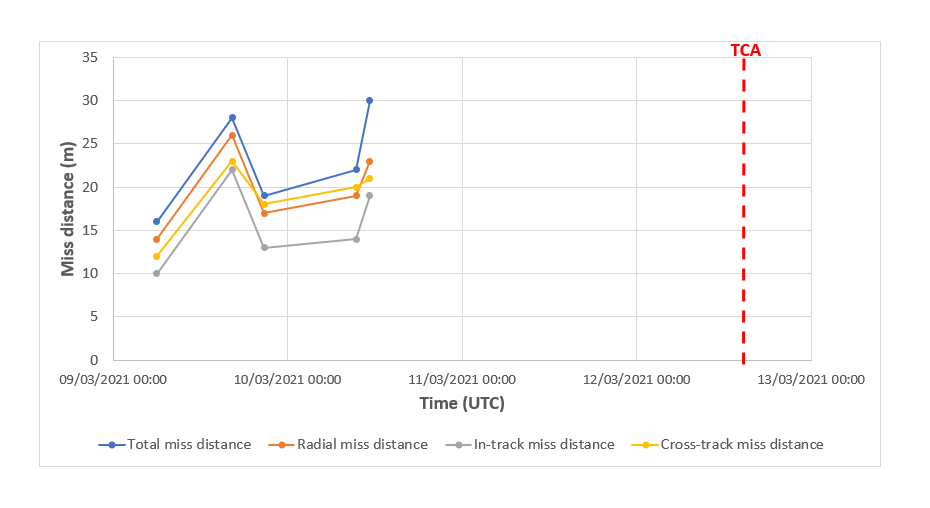 TCA
35
30
25
20
15
10
5
0
Miss distance (m)
09/03/2021 00:00 10/03/2021 00:00 11/03/2021 00:00 12/03/2021 00:00 13/03/2021 00:00
Time (UTC)
Total miss distance Radial miss distance In-track miss distance Cross-track miss distance